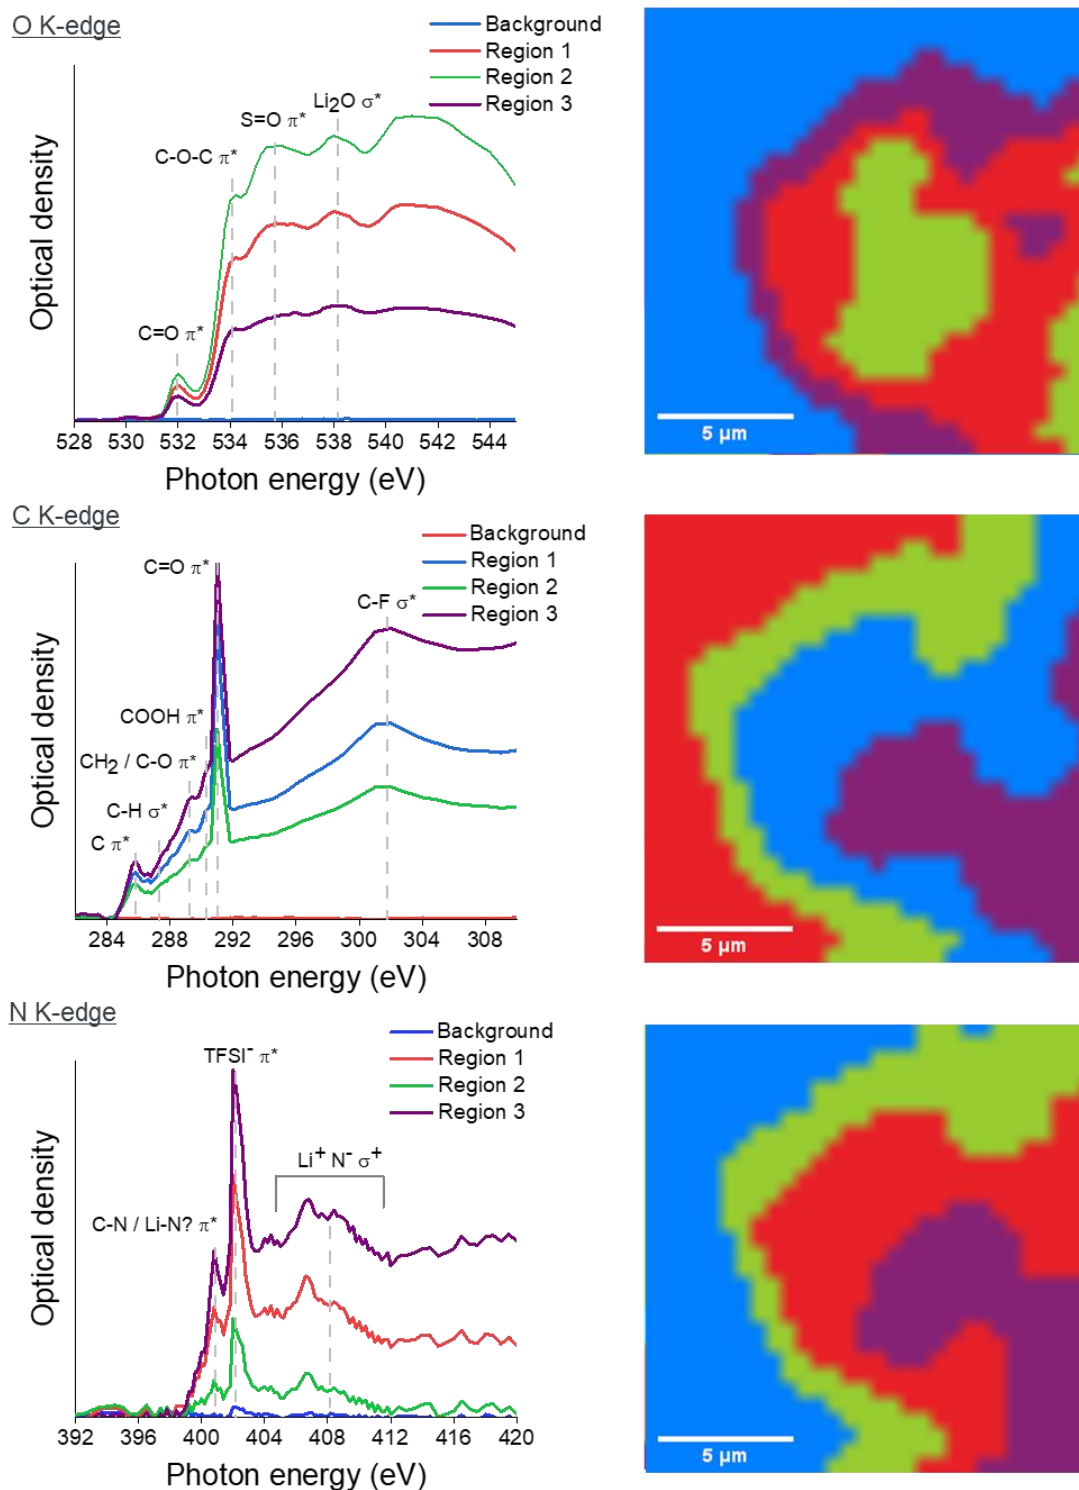 O K-edge
Background
Region 1
Region 2
Region 3
Li2O σ*
S=O π*
C-O-C π*
C=O π*
Optical density
528 530 532 534 536 538 540 542 544
Photon energy (eV)
5 µm
C K-edge
Background
Region 1
Region 2
Region 3
C=O π*
C-F σ*
COOH π*
CH2 / C-O π*
C-H σ*
C π*
Optical density
284 288 292 296 300 304 308
Photon energy (eV)
5 µm
N K-edge
Background
Region 1
Region 2
Region 3
TFSI- π*
Li+ N- σ+
C-N / Li-N? π*
Optical density
392 396 400 404 408 412 416 420
Photon energy (eV)
5 µm